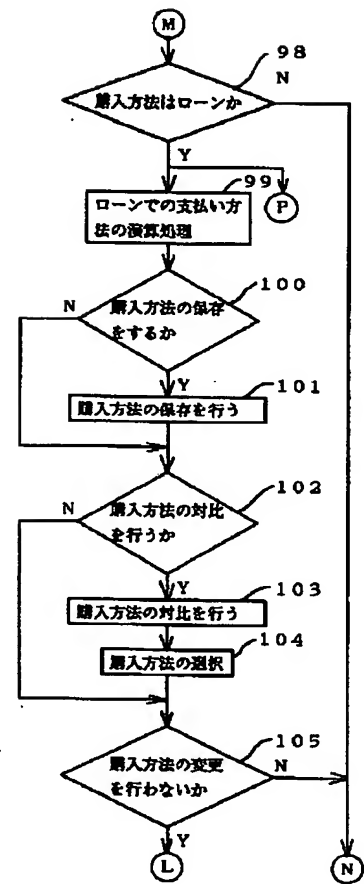 M
98
N
購入方法はローンか
Y
99
P
ローンでの支払い方
法の演算処理
100
N
購入方法の保存
をするか
Y
101
購入方法の保存を行う
102
N
購入方法の対比
を行うか
Y
103
購入方法の対比を行う
104
購入方法の選択
105
購入方法の変更
を行わないか
N
Y
L
N